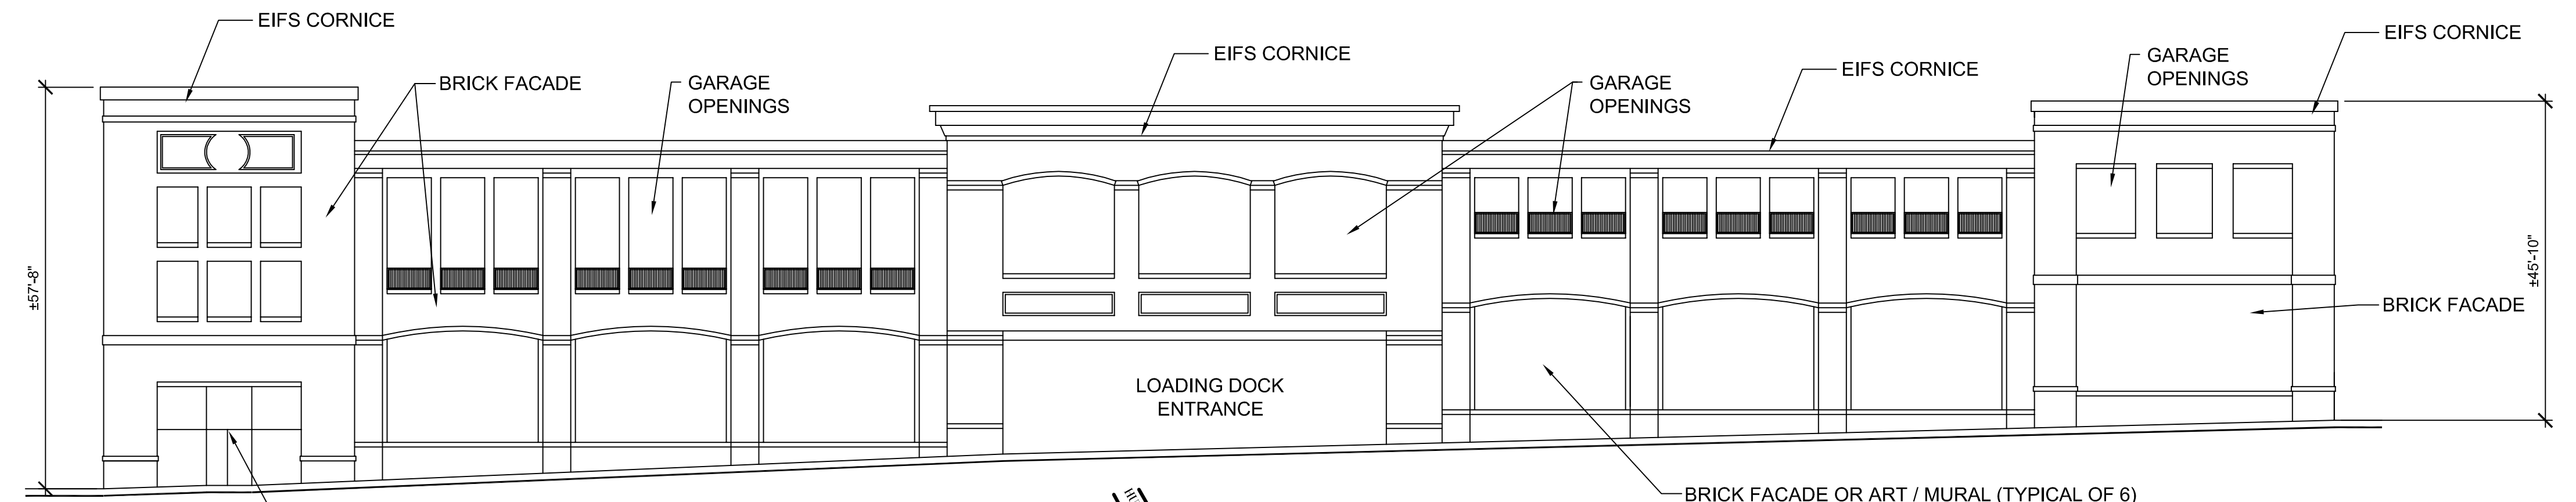 EIFS CORNICE
EIFS CORNICE
EIFS CORNICE
GARAGE
OPENINGS
EIFS CORNICE
BRICK FACADE
GARAGE
OPENINGS
GARAGE
OPENINGS
±57'-8"
±45'-10"
BRICK FACADE
LOADING DOCK
ENTRANCE
BRICK FACADE OR ART / MURAL (TYPICAL OF 6)